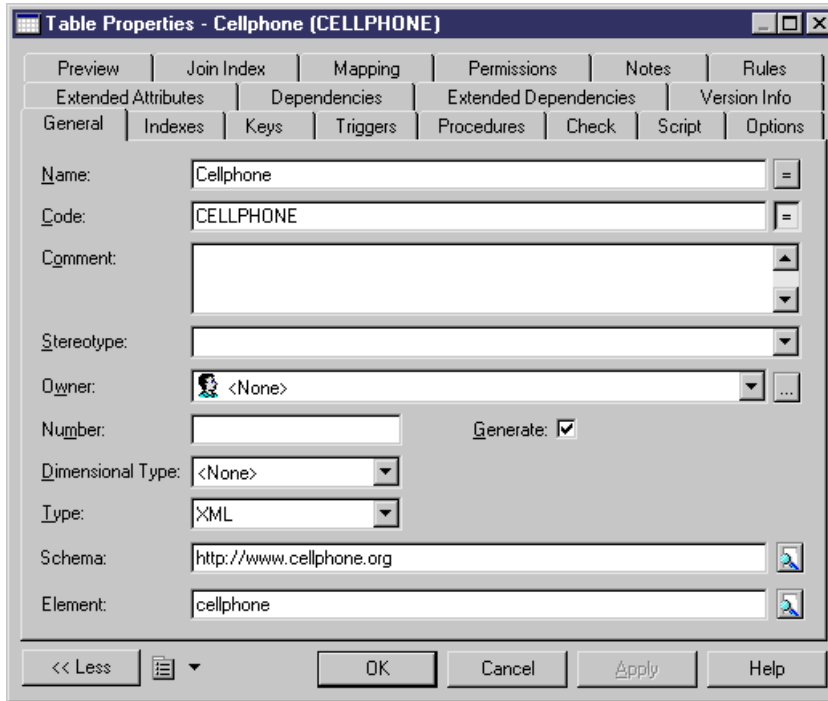 Table Properties - Cellphone (CELLPHONE)
Preview Join Index Mapping Permissions Notes Rules
Extended Attributes Dependencies Extended Dependencies Version Info
General Indexes Keys Triggers Procedures Check Script Options
Name: Cellphone =
Code: CELLPHONE =
Comment:
Stereotype:
Owner: <None> ...
Number: Generate:
Dimensional Type: <None>
Type: XML
Schema: http://www.cellphone.org
Element: cellphone
<< Less OK Cancel Apply Help